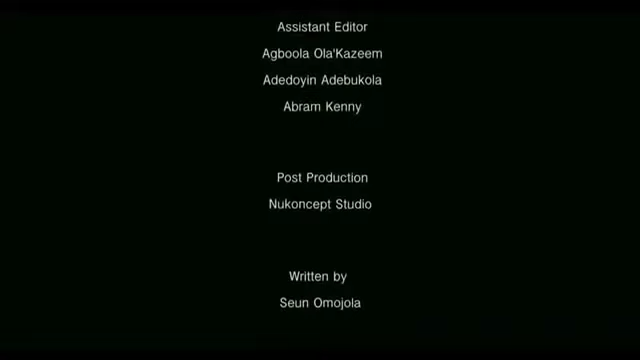 Assistant Editor
Agboola Ola'Kazeem
Adedoyin Adebukola
Abram Kenny
Post Production
Nukoncept Studio
Written by
Seun Omojola